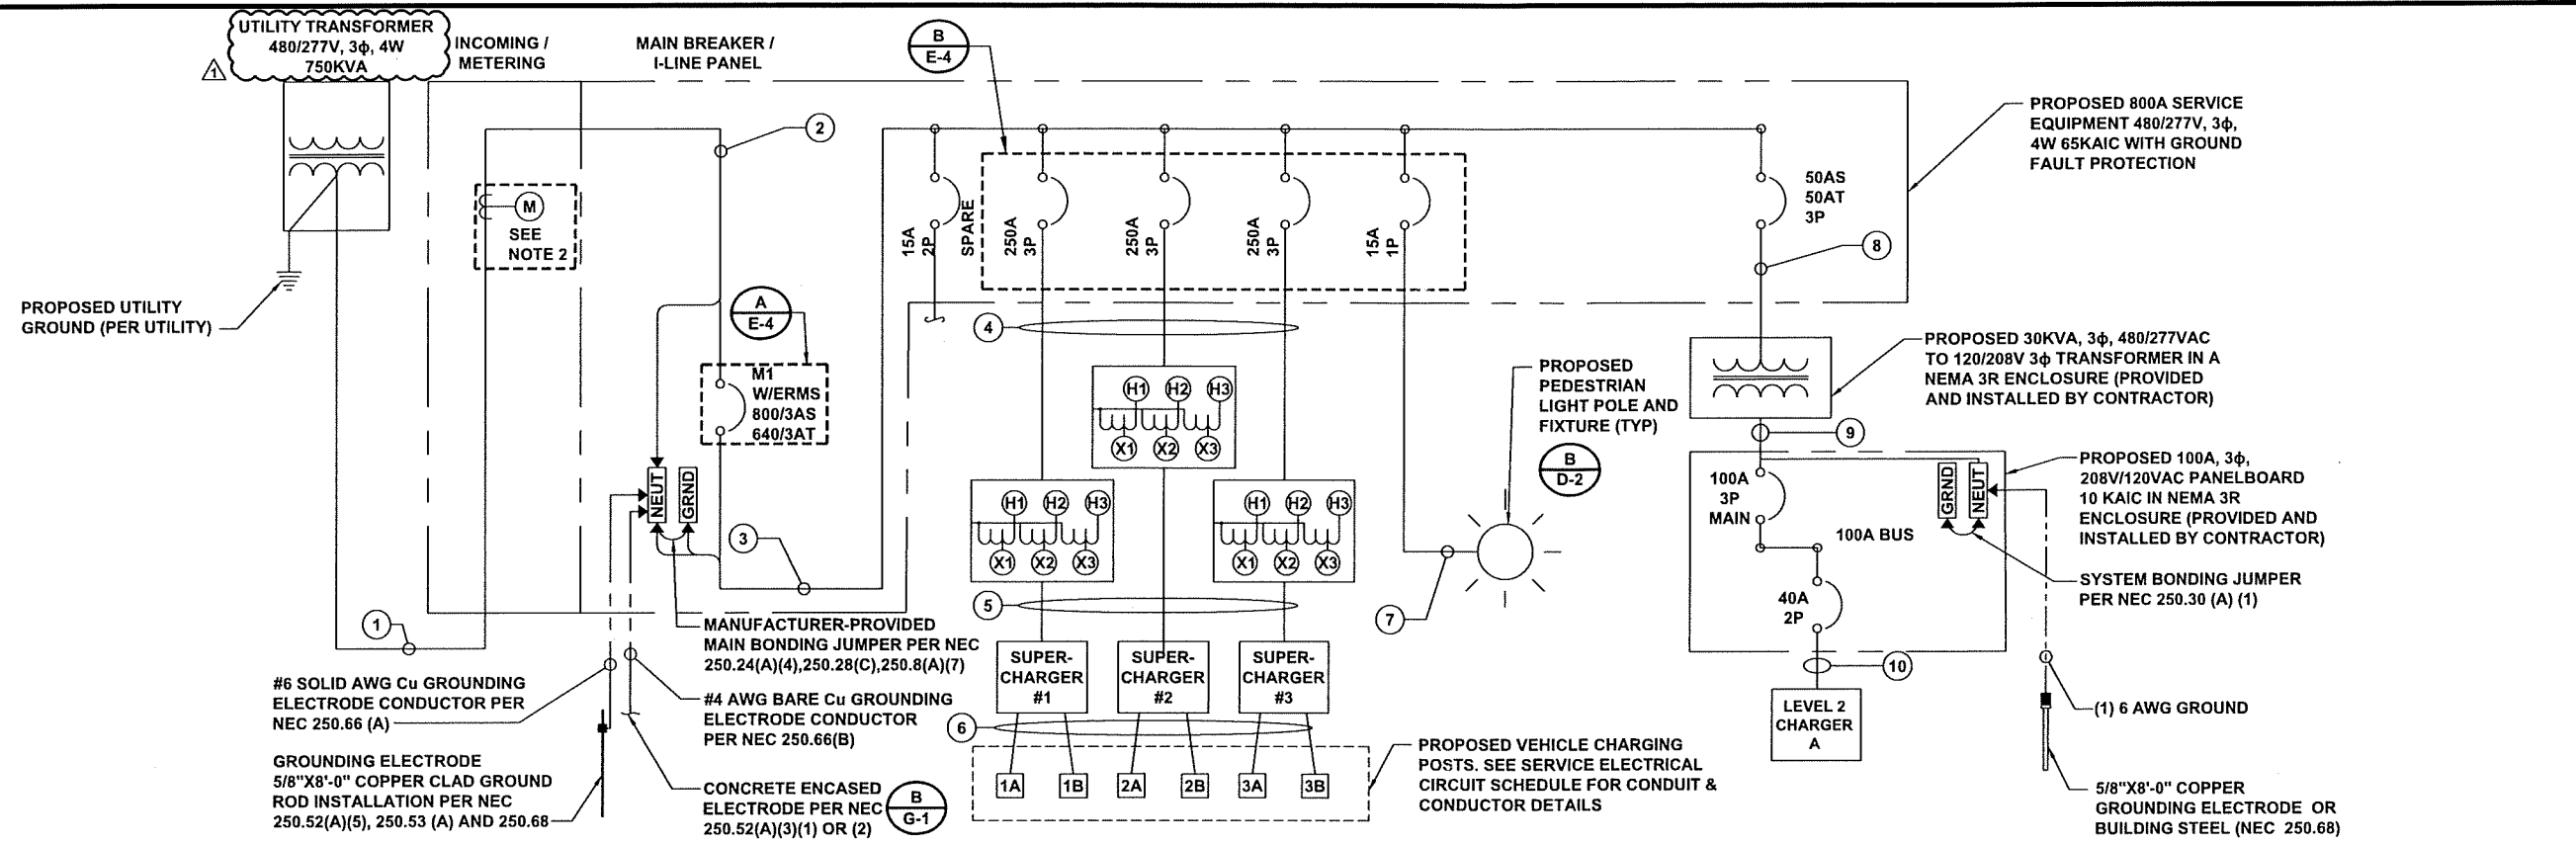 UTILITY TRANSFORMER
480/277V, 3ϕ, 4W
750KVA
1
INCOMING /
METERING
MAIN BREAKER /
I-LINE PANEL
B
E-4
2
M
SEE
NOTE 2
PROPOSED UTILITY
GROUND (PER UTILITY)
A
E-4
M1
W/ERMS
800/3AS
640/3AT
NEUT
GRND
3
1
15A
2P
SPARE
250A
3P
250A
3P
250A
3P
15A
1P
50AS
50AT
3P
8
PROPOSED 800A SERVICE
EQUIPMENT 480/277V, 3ϕ,
4W 65KAIC WITH GROUND
FAULT PROTECTION
4
H1 H2 H3
X1 X2 X3
H1 H2 H3
X1 X2 X3
H1 H2 H3
X1 X2 X3
5
PROPOSED
PEDESTRIAN
LIGHT POLE AND
FIXTURE (TYP)
B
D-2
7
PROPOSED 30KVA, 3ϕ, 480/277VAC
TO 120/208V 3ϕ TRANSFORMER IN A
NEMA 3R ENCLOSURE (PROVIDED
AND INSTALLED BY CONTRACTOR)
9
100A
3P
MAIN
100A BUS
GRND
NEUT
40A
2P
10
LEVEL 2
CHARGER
A
PROPOSED 100A, 3ϕ,
208V/120VAC PANELBOARD
10 KAIC IN NEMA 3R
ENCLOSURE (PROVIDED AND
INSTALLED BY CONTRACTOR)
SYSTEM BONDING JUMPER
PER NEC 250.30 (A) (1)
(1) 6 AWG GROUND
5/8"X8'-0" COPPER
GROUNDING ELECTRODE OR
BUILDING STEEL (NEC 250.68)
MANUFACTURER-PROVIDED
MAIN BONDING JUMPER PER NEC
250.24(A)(4),250.28(C),250.8(A)(7)
#6 SOLID AWG Cu GROUNDING
ELECTRODE CONDUCTOR PER
NEC 250.66 (A)
#4 AWG BARE Cu GROUNDING
ELECTRODE CONDUCTOR
PER NEC 250.66(B)
GROUNDING ELECTRODE
5/8"X8'-0" COPPER CLAD GROUND
ROD INSTALLATION PER NEC
250.52(A)(5), 250.53 (A) AND 250.68
CONCRETE ENCASED
ELECTRODE PER NEC
250.52(A)(3)(1) OR (2)
B
G-1
SUPER-
CHARGER
#1
SUPER-
CHARGER
#2
SUPER-
CHARGER
#3
6
1A 1B 2A 2B 3A 3B
PROPOSED VEHICLE CHARGING
POSTS. SEE SERVICE ELECTRICAL
CIRCUIT SCHEDULE FOR CONDUIT &
CONDUCTOR DETAILS